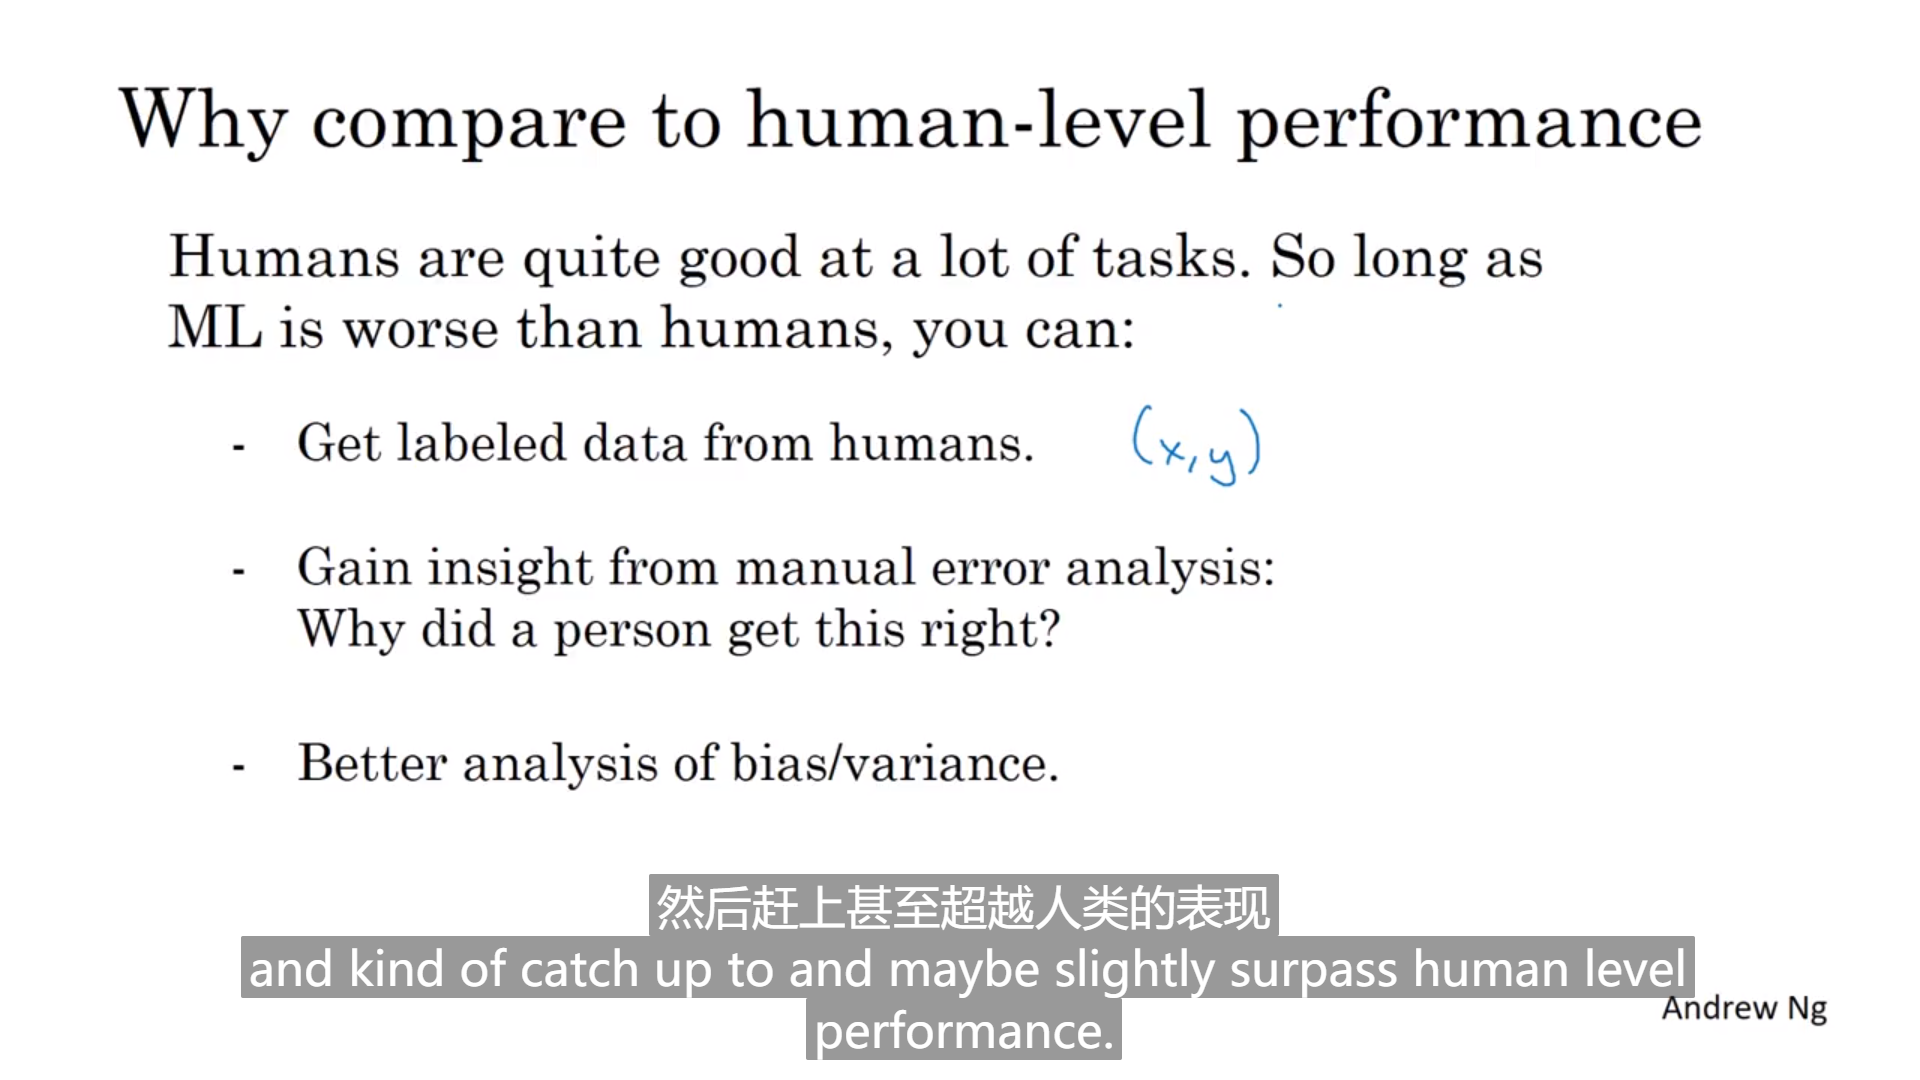 Why compare to human-level performance
Humans are quite good at a lot of tasks. So long as
ML is worse than humans, you can:
- Get labeled data from humans. (x,y)
- Gain insight from manual error analysis:
Why did a person get this right?
- Better analysis of bias/variance.
然后赶上甚至超越人类的表现
and kind of catch up to and maybe slightly surpass human level
performance.
Andrew Ng